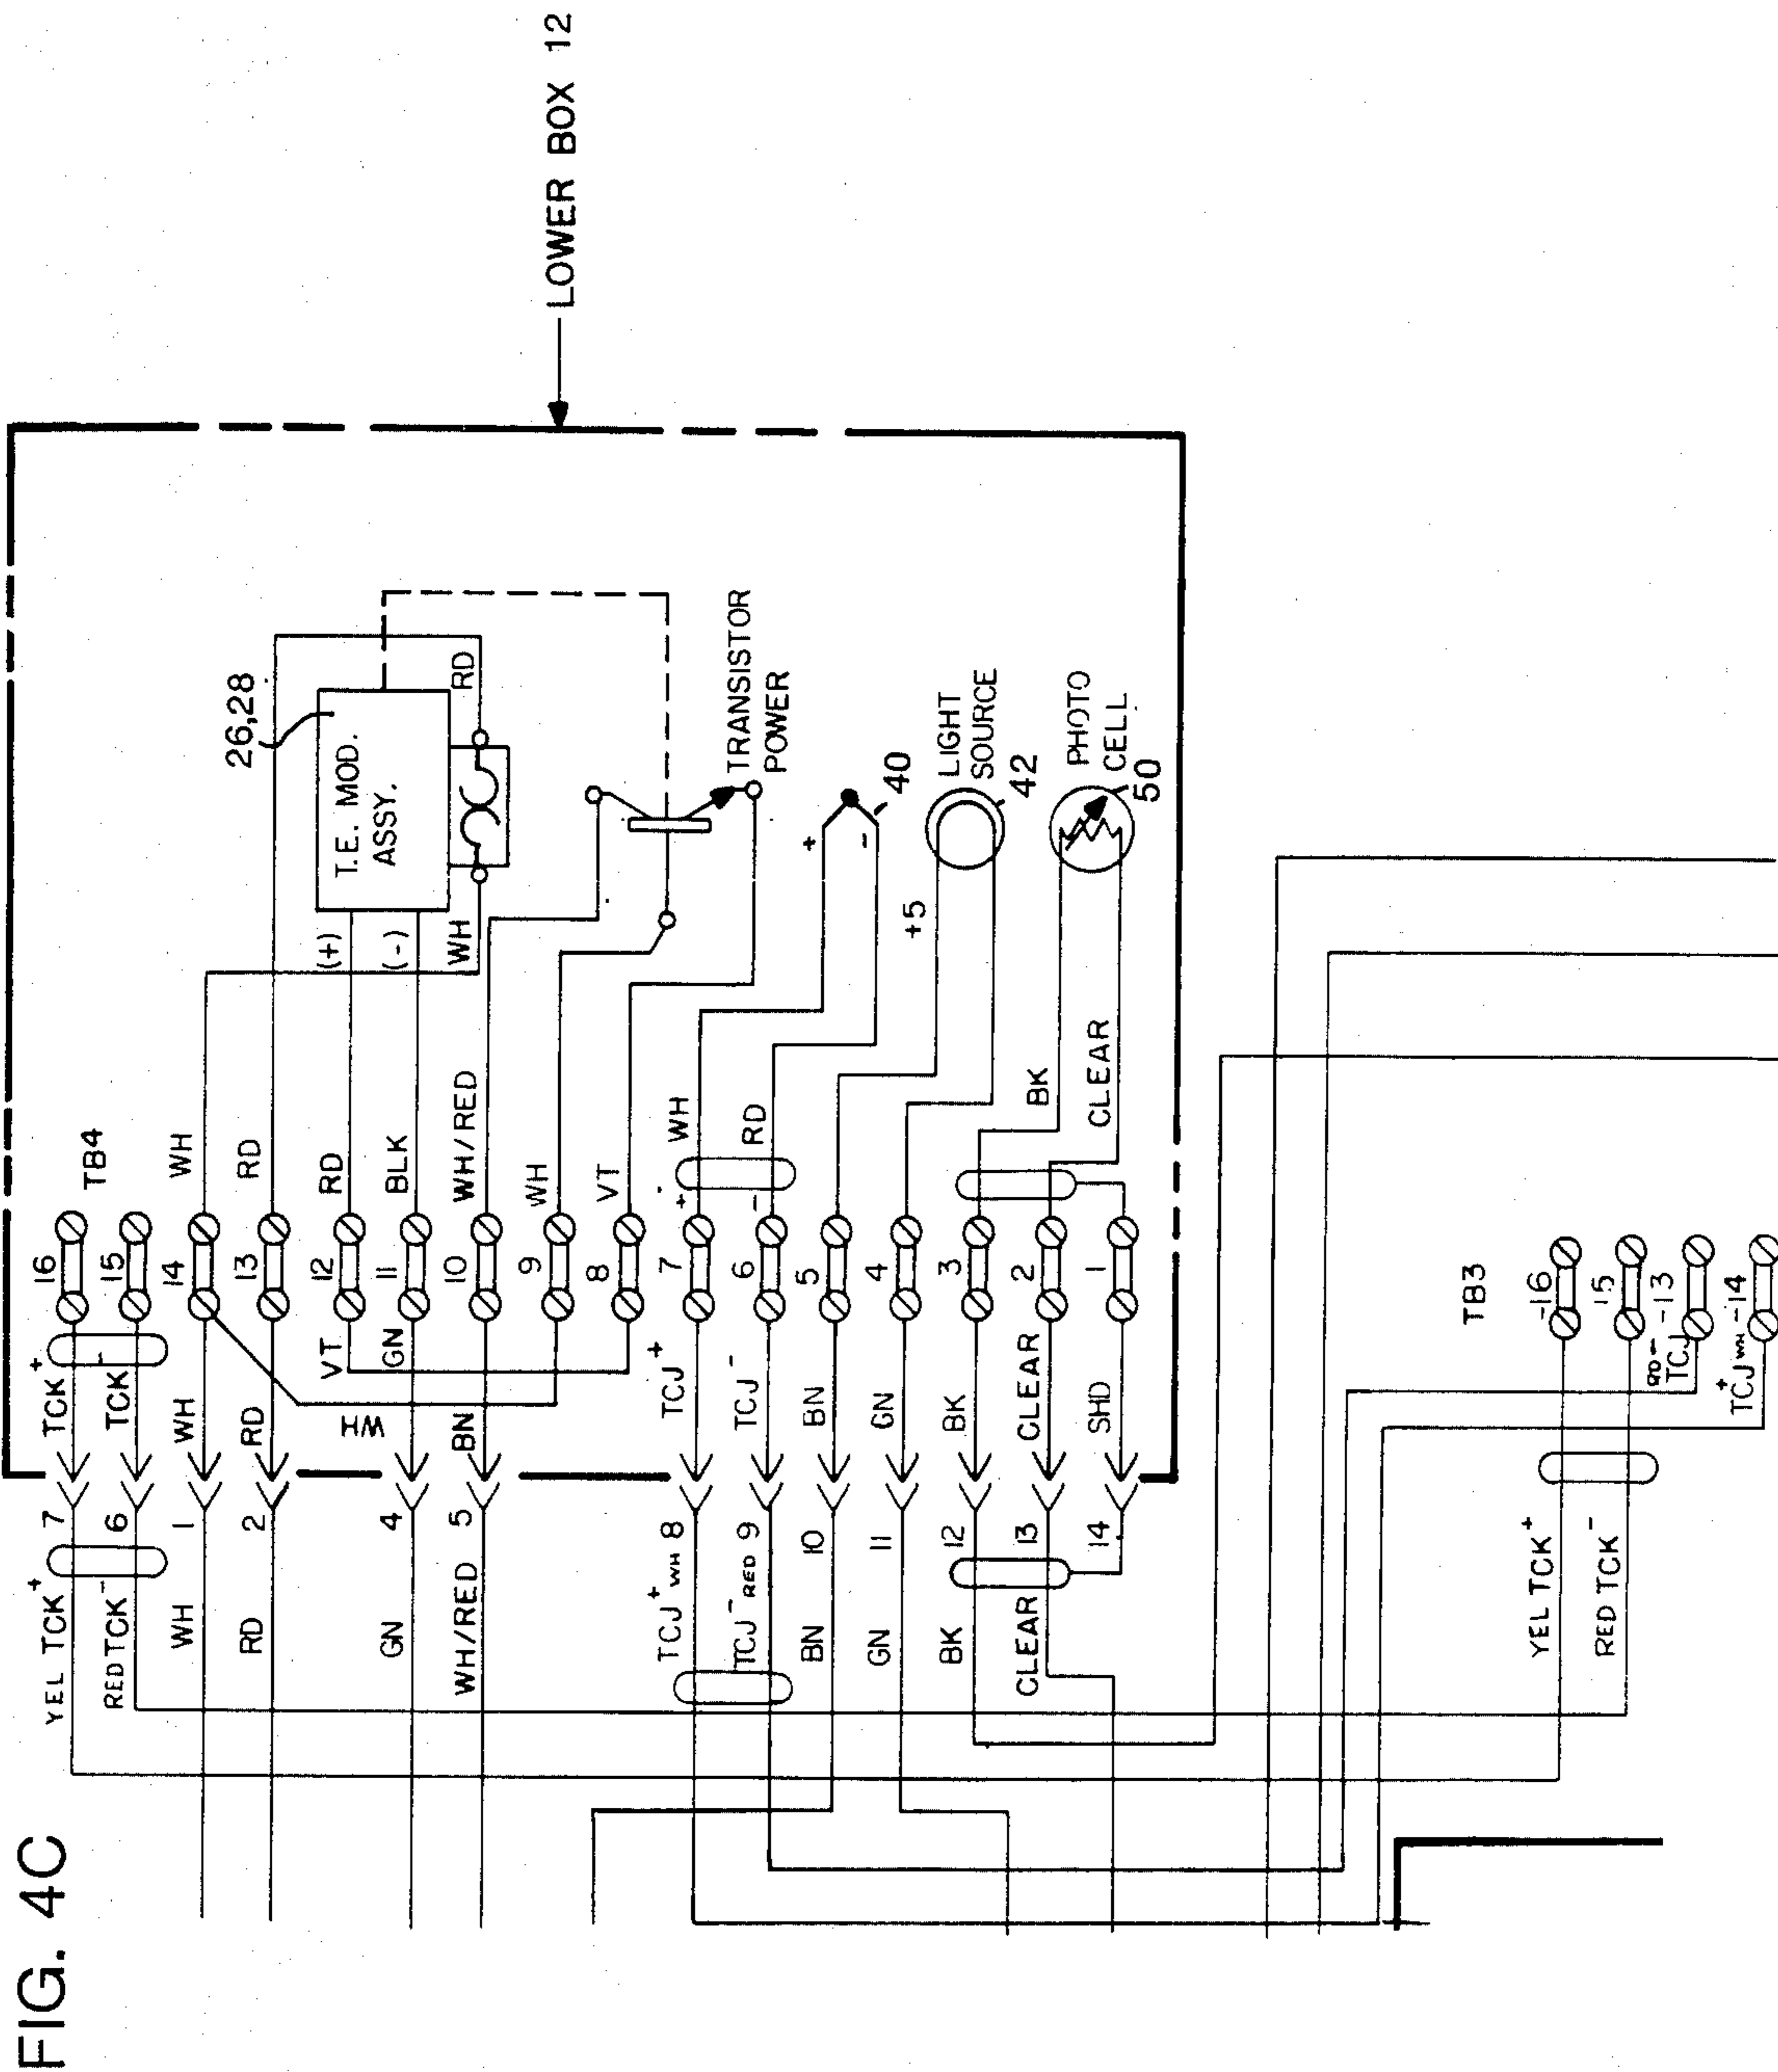 FIG. 4C
LOWER BOX 12
TB4
16
15
14
13
12
11
10
9
8
7
6
5
4
3
2
1
WH
RD
RD
BLK
WH/RED
WH
VT
+ WH
- RD
BK
CLEAR
26,28
T.E. MOD.
ASSY.
(+)
(-)
WH
RD
TRANSISTOR
POWER
+
-
40
+5
LIGHT
SOURCE
42
PHOTO
CELL
50
TCK+
TCK-
WH
RD
VT
GN
WH
BN
TCJ+
TCJ-
BN
GN
BK
CLEAR
SHD
YEL TCK+ 7
RED TCK- 6
WH 1
RD 2
GN 4
WH/RED 5
TCJ+ WH 8
TCJ- RED 9
BN 10
GN 11
BK 12
CLEAR 13
14
TB3
-16
15
-13
-14
RD -
TCJ
TCJ+ WH
YEL TCK+
RED TCK-